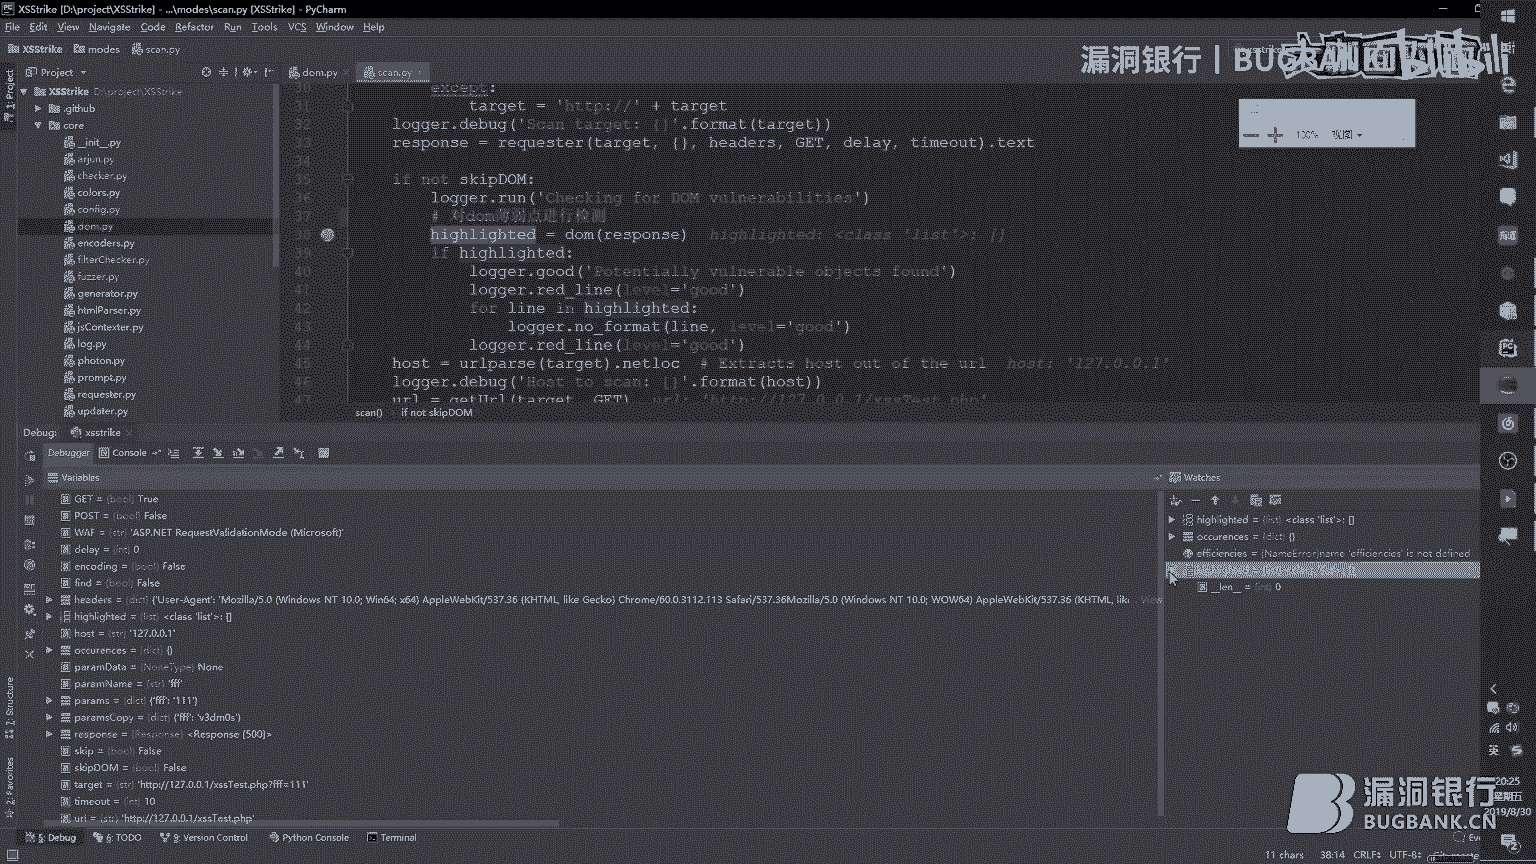 XSStrike [D:\project\XSStrike] - ...\modes\scan.py [XSStrike] - PyCharm
File Edit View Navigate Code Refactor Run Tools VCS Window Help
XSStrike modes scan.py
漏洞银行 | BUGBANK
Project
dom.py
scan.py
1: Project
XSStrike D:\project\XSStrike
.github
core
__init__.py
arjun.py
checker.py
colors.py
config.py
dom.py
encoders.py
filterChecker.py
fuzzer.py
generator.py
htmlParser.py
jsContexter.py
log.py
photon.py
prompt.py
requester.py
updater.py
30 except:
31 target = 'http://' + target
32 logger.debug('Scan target: {}'.format(target))
33 response = requester(target, {}, headers, GET, delay, timeout).text
34
35 if not skipDOM:
36 logger.run('Checking for DOM vulnerabilities')
37 # 对dom薄弱点进行检测
38 highlighted = dom(response) highlighted: <class 'list'>: []
39 if highlighted:
40 logger.good('Potentially vulnerable objects found')
41 logger.red_line(level='good')
42 for line in highlighted:
43 logger.no_format(line, level='good')
44 logger.red_line(level='good')
45 host = urlparse(target).netloc # Extracts host out of the url host: '127.0.0.1'
46 logger.debug('Host to scan: {}'.format(host))
47 url = getUrl(target, GET) url: 'http://127.0.0.1/xssTest.php'
scan() if not skipDOM
100% 视图
Debug: xsstrike
Debugger Console
Variables
GET = {bool} True
POST = {bool} False
WAF = {str} 'ASP.NET RequestValidationMode (Microsoft)'
delay = {int} 0
encoding = {bool} False
find = {bool} False
headers = {dict} {'User-Agent': 'Mozilla/5.0 (Windows NT 10.0; Win64; x64) AppleWebKit/537.36 (KHTML, like Gecko) Chrome/60.0.3112.113 Safari/537.36Mozilla/5.0 (Windows NT 10.0; WOW64) AppleWebKit/537.36 (KHTML, like... View
highlighted = {list} <class 'list'>: []
host = {str} '127.0.0.1'
occurences = {dict} {}
paramData = {NoneType} None
paramName = {str} 'fff'
params = {dict} {'fff': '111'}
paramsCopy = {dict} {'fff': 'v3dm0s'}
response = {Response} <Response [500]>
skip = {bool} False
skipDOM = {bool} False
target = {str} 'http://127.0.0.1/xssTest.php?fff=111'
timeout = {int} 10
url = {str} 'http://127.0.0.1/xssTest.php'
Watches
highlighted = {list} <class 'list'>: []
occurences = {dict} {}
efficiencies = {NameError}name 'efficiencies' is not defined
__len__ = {int} 0
7: Structure
2: Favorites
5: Debug 6: TODO 9: Version Control Python Console Terminal
11 chars 38:14 CRLF UTF-8
英
20:25
星期五
2019/8/30
漏洞银行
BUGBANK.CN